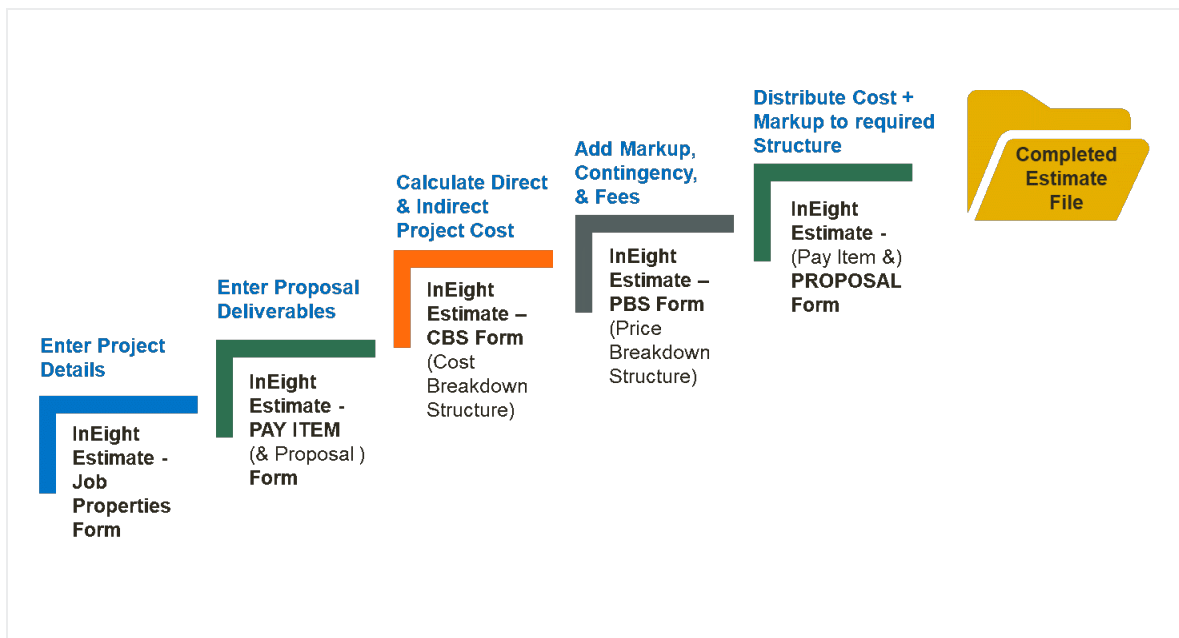 Enter Project
Details
InEight
Estimate -
Job
Properties
Form
Enter Proposal
Deliverables
InEight
Estimate -
PAY ITEM
(& Proposal )
Form
Calculate Direct
& Indirect
Project Cost
InEight
Estimate –
CBS Form
(Cost
Breakdown
Structure)
Add Markup,
Contingency,
& Fees
InEight
Estimate –
PBS Form
(Price
Breakdown
Structure)
Distribute Cost +
Markup to required
Structure
InEight
Estimate -
(Pay Item &)
PROPOSAL
Form
Completed
Estimate
File